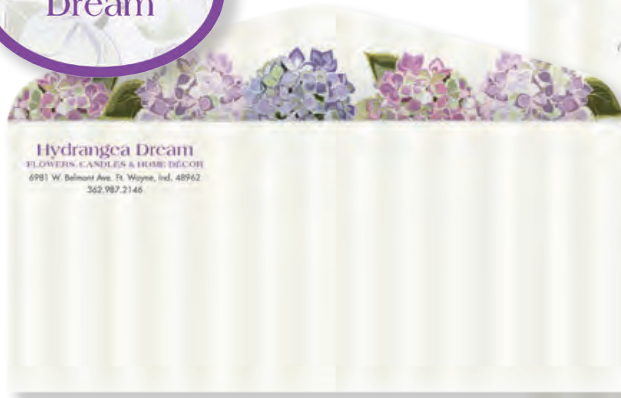 Dream
Hydrangea Dream
FLOWERS, CANDLES & HOME DÉCOR
6981 W. Belmont Ave. Ft. Wayne, Ind. 48962
362.987.2146